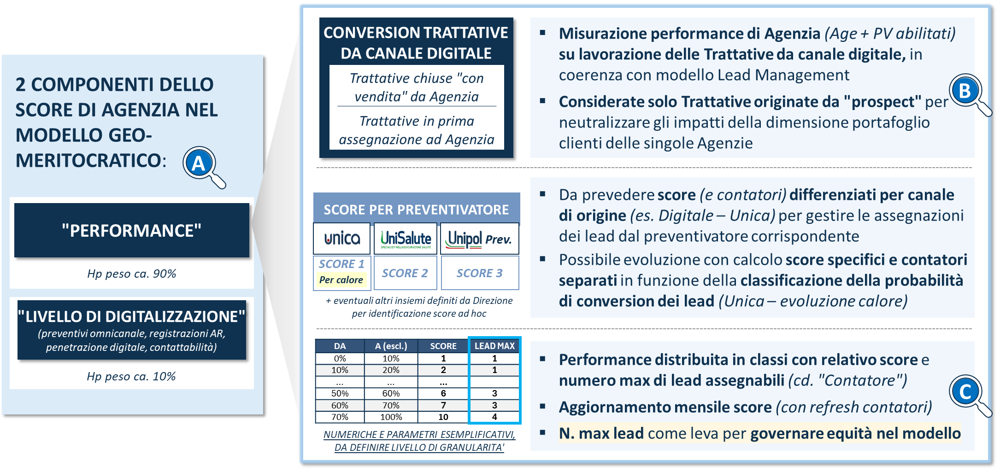 2 COMPONENTI DELLO
SCORE DI AGENZIA NEL
MODELLO GEO-
MERITOCRATICO:
A
"PERFORMANCE"
Hp peso ca. 90%
"LIVELLO DI DIGITALIZZAZIONE"
(preventivi omnicanale, registrazioni AR,
penetrazione digitale, contattabilità)
Hp peso ca. 10%
CONVERSION TRATTATIVE
DA CANALE DIGITALE
Trattative chiuse "con
vendita" da Agenzia
Trattative in prima
assegnazione ad Agenzia
▪ Misurazione performance di Agenzia (Age + PV abilitati)
su lavorazione delle Trattative da canale digitale, in
coerenza con modello Lead Management
▪ Considerate solo Trattative originate da "prospect" per
neutralizzare gli impatti della dimensione portafoglio
clienti delle singole Agenzie
B
SCORE PER PREVENTIVATORE
unica UniSalute Unipol Prev.
SPECIALISTI NELL'ASSICURAZIONE SALUTE
SCORE 1 SCORE 2 SCORE 3
Per calore
+ eventuali altri insiemi definiti da Direzione
per identificazione score ad hoc
▪ Da prevedere score (e contatori) differenziati per canale
di origine (es. Digitale – Unica) per gestire le assegnazioni
dei lead dal preventivatore corrispondente
▪ Possibile evoluzione con calcolo score specifici e contatori
separati in funzione della classificazione della probabilità
di conversion dei lead (Unica – evoluzione calore)
DA A (escl.) SCORE LEAD MAX
0% 10% 1 1
10% 20% 2 1
... ... ...
50% 60% 6 3
60% 70% 7 3
70% 100% 10 4
NUMERICHE E PARAMETRI ESEMPLIFICATIVI,
DA DEFINIRE LIVELLO DI GRANULARITA'
▪ Performance distribuita in classi con relativo score e
numero max di lead assegnabili (cd. "Contatore")
▪ Aggiornamento mensile score (con refresh contatori)
▪ N. max lead come leva per governare equità nel modello
C